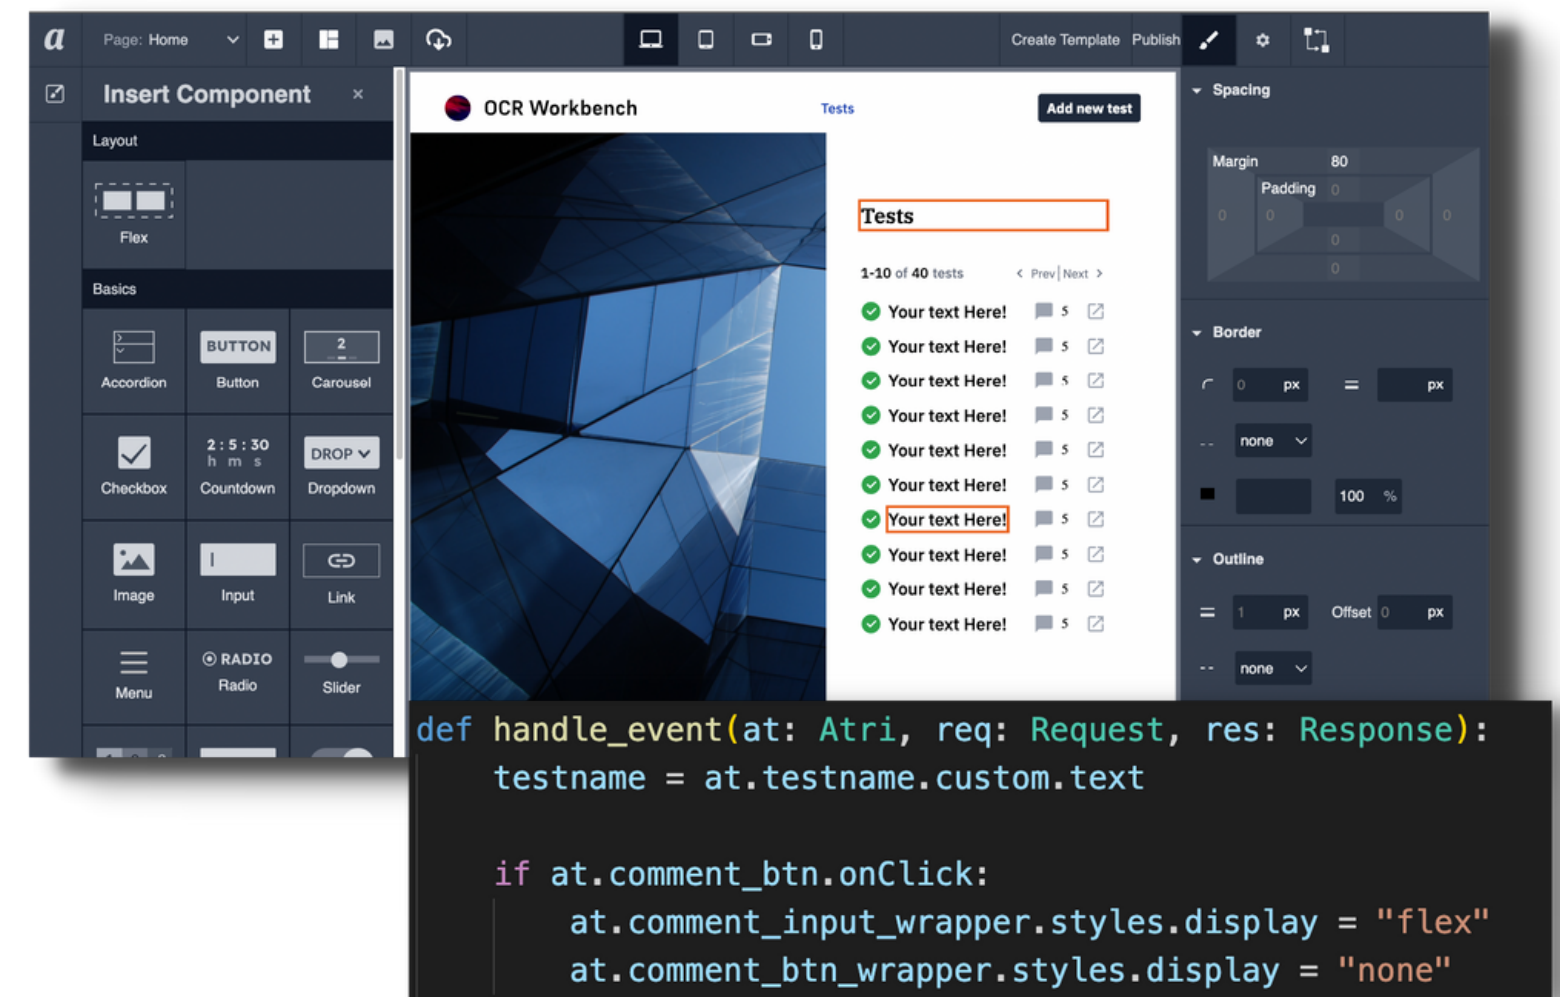 a
Page: Home
Create Template Publish
Insert Component ×
Layout
Flex
Basics
BUTTON
2
Accordion Button Carousel
2 : 5 : 30
h m s
DROP
Checkbox Countdown Dropdown
Image Input Link
RADIO
Menu Radio Slider
OCR Workbench Tests Add new test
Tests
1-10 of 40 tests < Prev | Next >
Your text Here! 5
Your text Here! 5
Your text Here! 5
Your text Here! 5
Your text Here! 5
Your text Here! 5
Your text Here! 5
Your text Here! 5
Your text Here! 5
Your text Here! 5
Spacing
Margin 80
Padding 0
0 0 0 0
0
0
Border
0 px px
none
100 %
Outline
1 px Offset 0 px
none
def handle_event(at: Atri, req: Request, res: Response):
testname = at.testname.custom.text
if at.comment_btn.onClick:
at.comment_input_wrapper.styles.display = "flex"
at.comment_btn_wrapper.styles.display = "none"